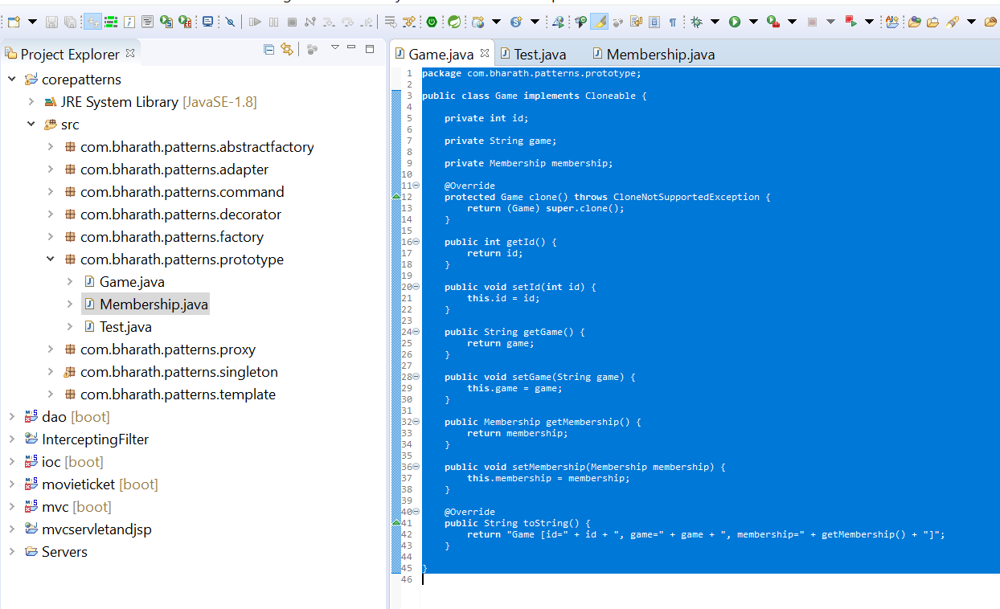 Project Explorer
corepatterns
JRE System Library [JavaSE-1.8]
src
com.bharath.patterns.abstractfactory
com.bharath.patterns.adapter
com.bharath.patterns.command
com.bharath.patterns.decorator
com.bharath.patterns.factory
com.bharath.patterns.prototype
Game.java
Membership.java
Test.java
com.bharath.patterns.proxy
com.bharath.patterns.singleton
com.bharath.patterns.template
dao [boot]
InterceptingFilter
ioc [boot]
movieticket [boot]
mvc [boot]
mvcservletandjsp
Servers
Game.java Test.java Membership.java
1 package com.bharath.patterns.prototype;
2
3 public class Game implements Cloneable {
4
5 private int id;
6
7 private String game;
8
9 private Membership membership;
10
11 @Override
12 protected Game clone() throws CloneNotSupportedException {
13 return (Game) super.clone();
14 }
15
16 public int getId() {
17 return id;
18 }
19
20 public void setId(int id) {
21 this.id = id;
22 }
23
24 public String getGame() {
25 return game;
26 }
27
28 public void setGame(String game) {
29 this.game = game;
30 }
31
32 public Membership getMembership() {
33 return membership;
34 }
35
36 public void setMembership(Membership membership) {
37 this.membership = membership;
38 }
39
40 @Override
41 public String toString() {
42 return "Game [id=" + id + ", game=" + game + ", membership=" + getMembership() + "]";
43 }
44
45 }
46